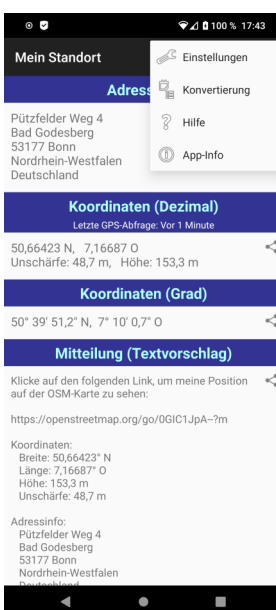 100 % 17:43
Mein Standort
Einstellungen
Konvertierung
Hilfe
App-Info
Adress
Pützfelder Weg 4
Bad Godesberg
53177 Bonn
Nordrhein-Westfalen
Deutschland
Koordinaten (Dezimal)
Letzte GPS-Abfrage: Vor 1 Minute
50,66423 N,   7,16687 O
Unschärfe: 48,7 m,   Höhe: 153,3 m
Koordinaten (Grad)
50° 39' 51,2" N,  7° 10' 0,7" O
Mitteilung (Textvorschlag)
Klicke auf den folgenden Link, um meine Position
auf der OSM-Karte zu sehen:
https://openstreetmap.org/go/0GIC1JpA--?m
Koordinaten:
Breite: 50,66423° N
Länge: 7,16687° O
Höhe: 153,3 m
Unschärfe: 48,7 m
Adressinfo:
Pützfelder Weg 4
Bad Godesberg
53177 Bonn
Nordrhein-Westfalen
Deutschland